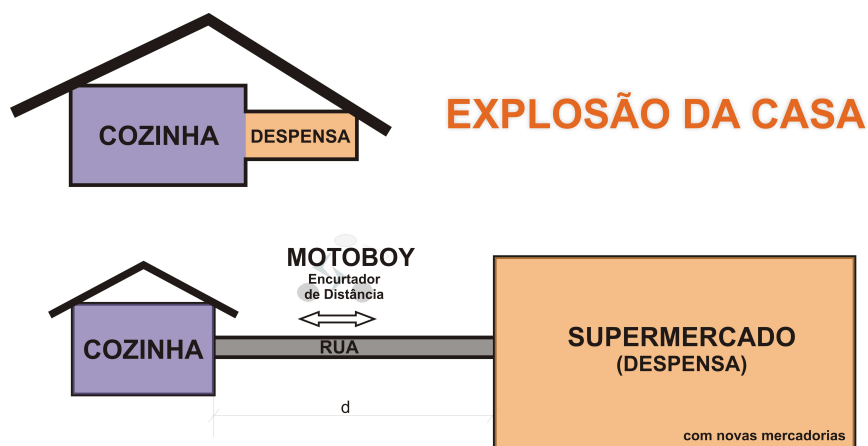 EXPLOSÃO DA CASA
COZINHA
DESPENSA
MOTOBOY
Encurtador
de Distância
COZINHA
RUA
d
SUPERMERCADO
(DESPENSA)
com novas mercadorias